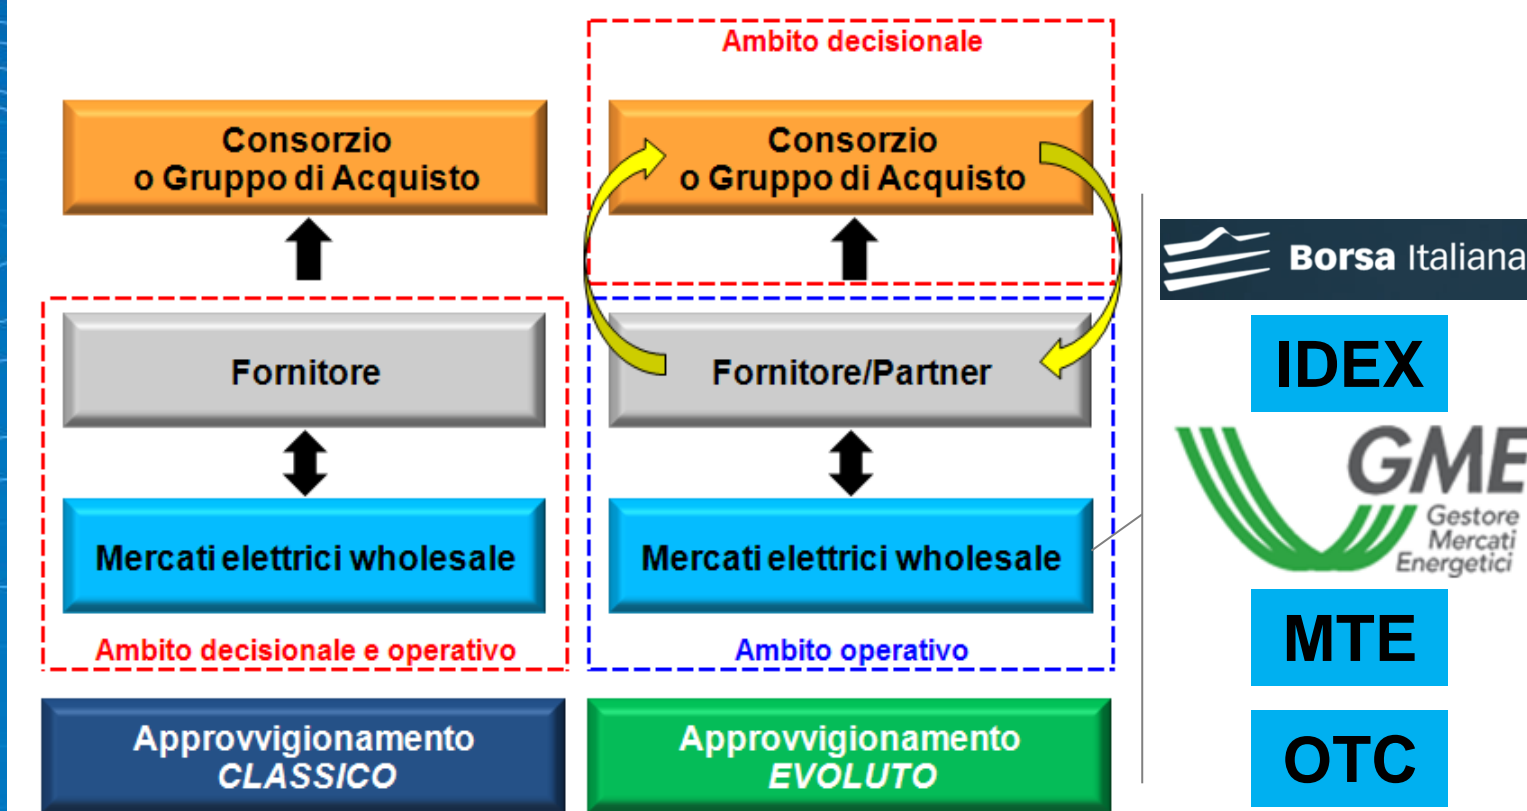 Consorzio
o Gruppo di Acquisto
Fornitore
Mercati elettrici wholesale
Ambito decisionale e operativo
Approvvigionamento
CLASSICO
Ambito decisionale
Consorzio
o Gruppo di Acquisto
Fornitore/Partner
Mercati elettrici wholesale
Ambito operativo
Approvvigionamento
EVOLUTO
Borsa Italiana
IDEX
GME
Gestore
Mercati
Energetici
MTE
OTC